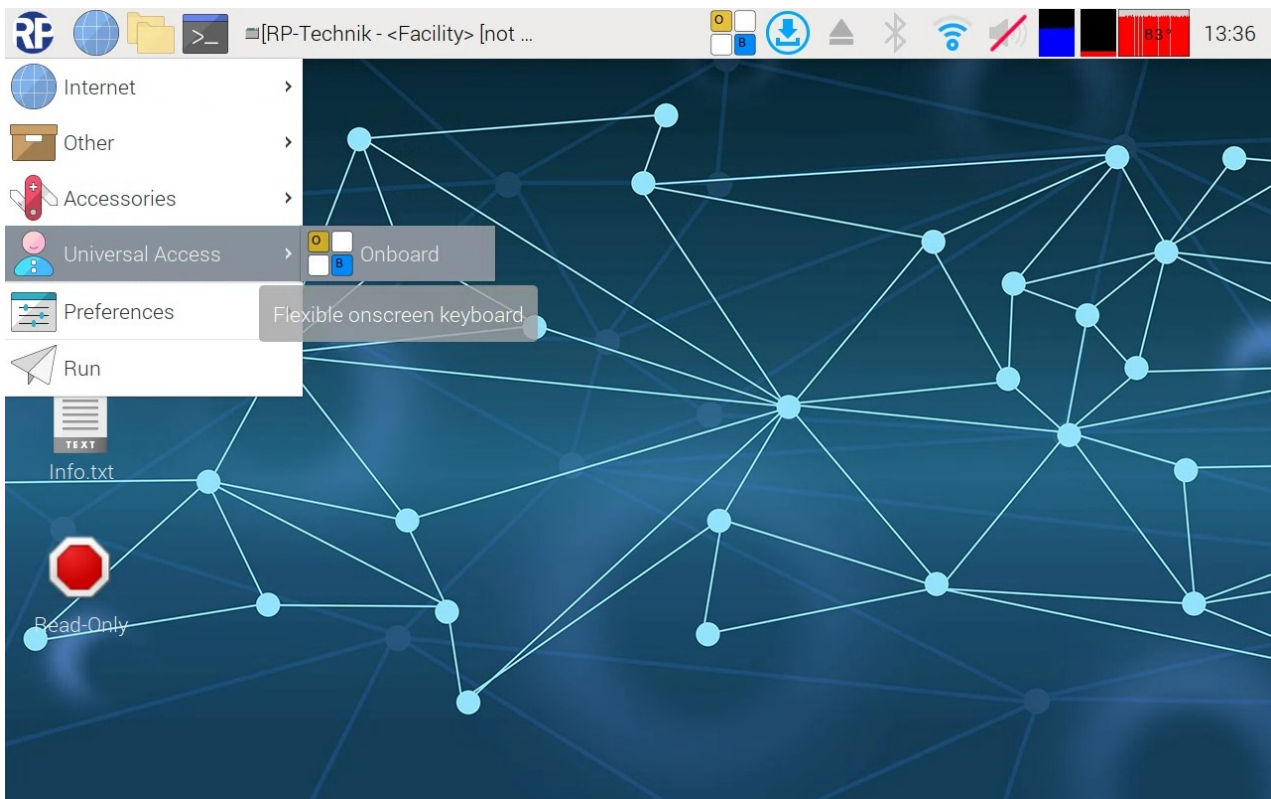 RP
>_
[RP-Technik - <Facility> [not ...
O
B
83°
13:36
Internet
Other
Accessories
Universal Access
O
B
Onboard
Preferences
Flexible onscreen keyboard
Run
TEXT
Info.txt
Read-Only